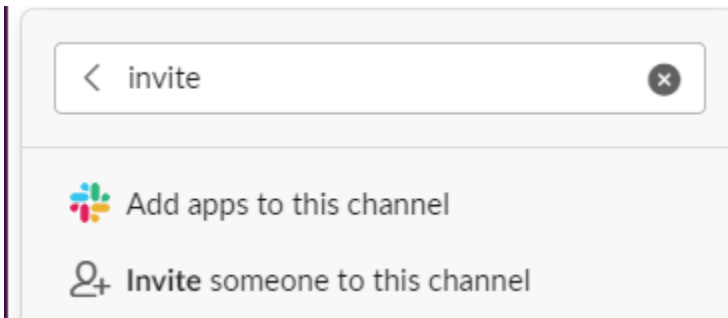 invite
Add apps to this channel
Invite someone to this channel